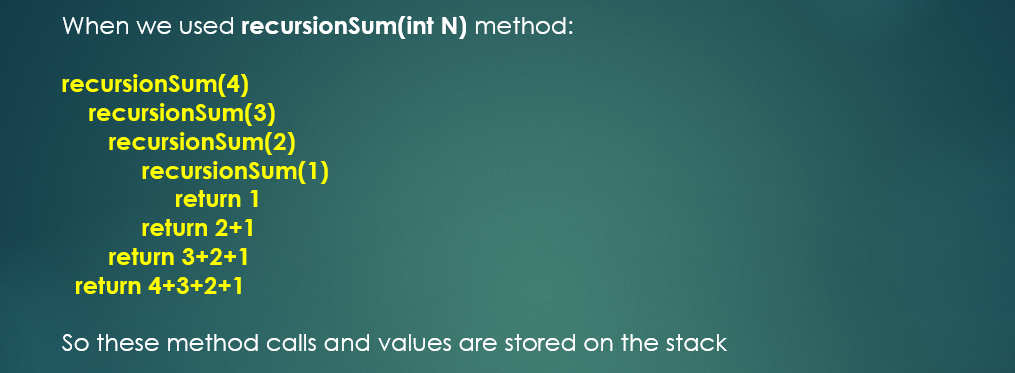 When we used recursionSum(int N) method:
recursionSum(4)
recursionSum(3)
recursionSum(2)
recursionSum(1)
return 1
return 2+1
return 3+2+1
return 4+3+2+1
So these method calls and values are stored on the stack